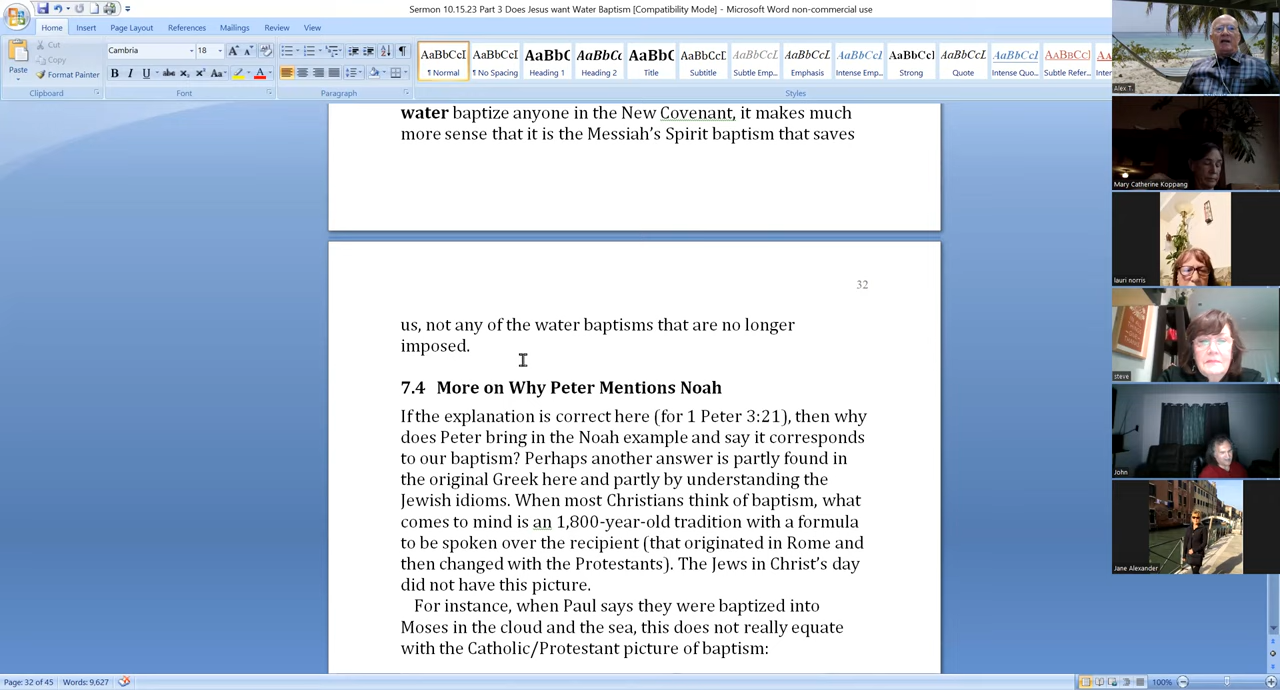 Sermon 10.15.23 Part 3 Does Jesus want Water Baptism [Compatibility Mode] - Microsoft Word non-commercial use
Home Insert Page Layout References Mailings Review View
Cut
Copy
Format Painter
Paste
Clipboard
Cambria 18
Font
Paragraph
AaBbCcI AaBbCcI AaBbC AaBbC AaBbC AaBbCcI AaBbCcL AaBbCcL AaBbCcI AaBbCcI AaBbCcL AaBbCcI AaBbCcI
¶ Normal ¶ No Spacing Heading 1 Heading 2 Title Subtitle Subtle Emp... Emphasis Intense Emp... Strong Quote Intense Quo... Subtle Refer...
Styles
water baptize anyone in the New Covenant, it makes much
more sense that it is the Messiah's Spirit baptism that saves
32
us, not any of the water baptisms that are no longer
imposed.
7.4 More on Why Peter Mentions Noah
If the explanation is correct here (for 1 Peter 3:21), then why
does Peter bring in the Noah example and say it corresponds
to our baptism? Perhaps another answer is partly found in
the original Greek here and partly by understanding the
Jewish idioms. When most Christians think of baptism, what
comes to mind is an 1,800-year-old tradition with a formula
to be spoken over the recipient (that originated in Rome and
then changed with the Protestants). The Jews in Christ's day
did not have this picture.
For instance, when Paul says they were baptized into
Moses in the cloud and the sea, this does not really equate
with the Catholic/Protestant picture of baptism:
Page: 32 of 45 Words: 9,627
100%
Alex T.
Mary Catherine Koppang
lauri norris
steve
John
Jane Alexander